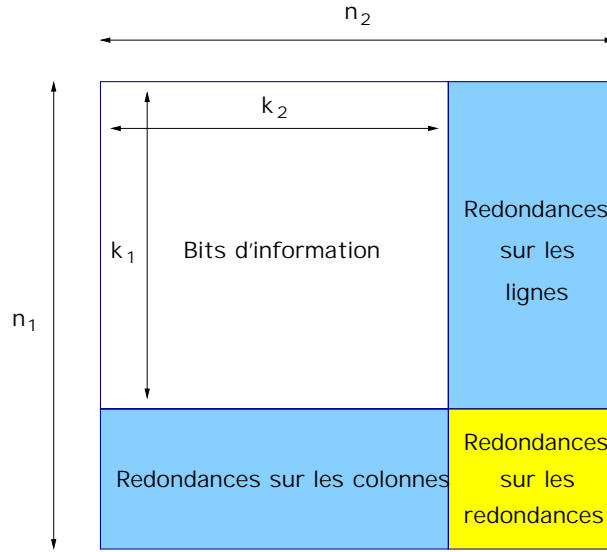 n2
k2
k1
Bits d'information
Redondances
sur les
lignes
n1
Redondances sur les colonnes
Redondances
sur les
redondances